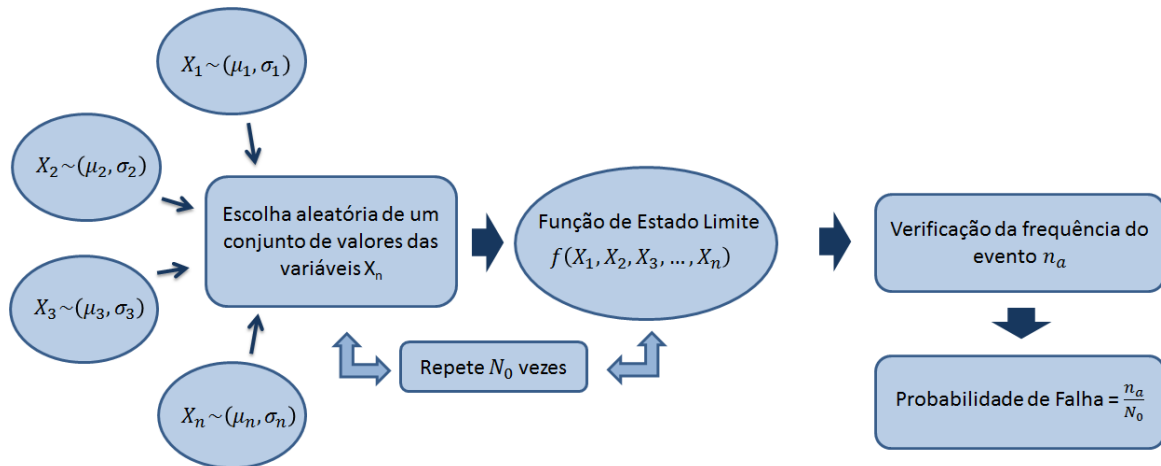 X₁~(μ₁, σ₁)
X₂~(μ₂, σ₂)
X₃~(μ₃, σ₃)
Xₙ~(μₙ, σₙ)
Escolha aleatória de um
conjunto de valores das
variáveis Xₙ
Função de Estado Limite
f(X₁, X₂, X₃, … , Xₙ)
Repete N₀ vezes
Verificação da frequência do
evento nₐ
Probabilidade de Falha = nₐ/N₀